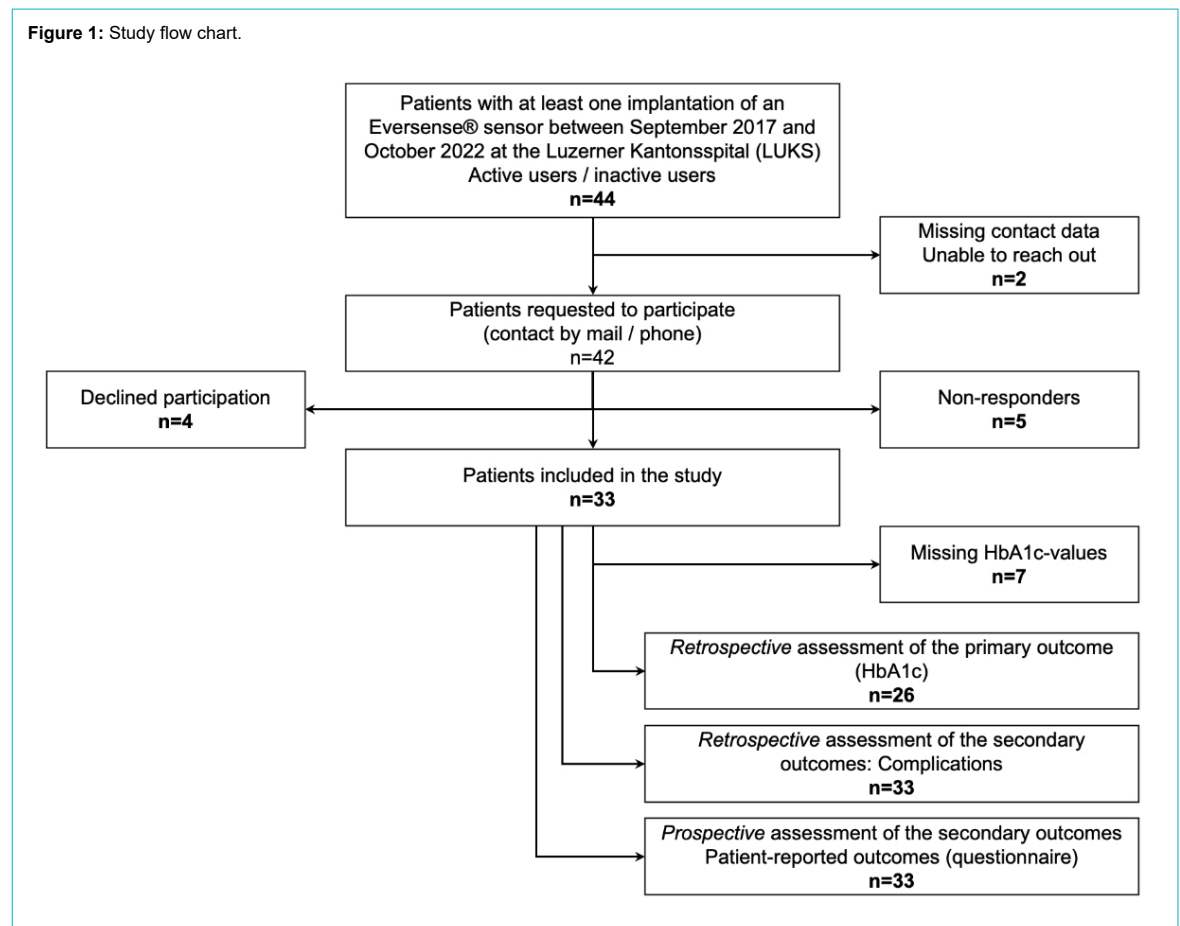 Figure 1: Study flow chart.
Patients with at least one implantation of an
Eversense® sensor between September 2017 and
October 2022 at the Luzerner Kantonsspital (LUKS)
Active users / inactive users
n=44
Missing contact data
Unable to reach out
n=2
Patients requested to participate
(contact by mail / phone)
n=42
Declined participation
n=4
Non-responders
n=5
Patients included in the study
n=33
Missing HbA1c-values
n=7
Retrospective assessment of the primary outcome
(HbA1c)
n=26
Retrospective assessment of the secondary
outcomes: Complications
n=33
Prospective assessment of the secondary outcomes
Patient-reported outcomes (questionnaire)
n=33